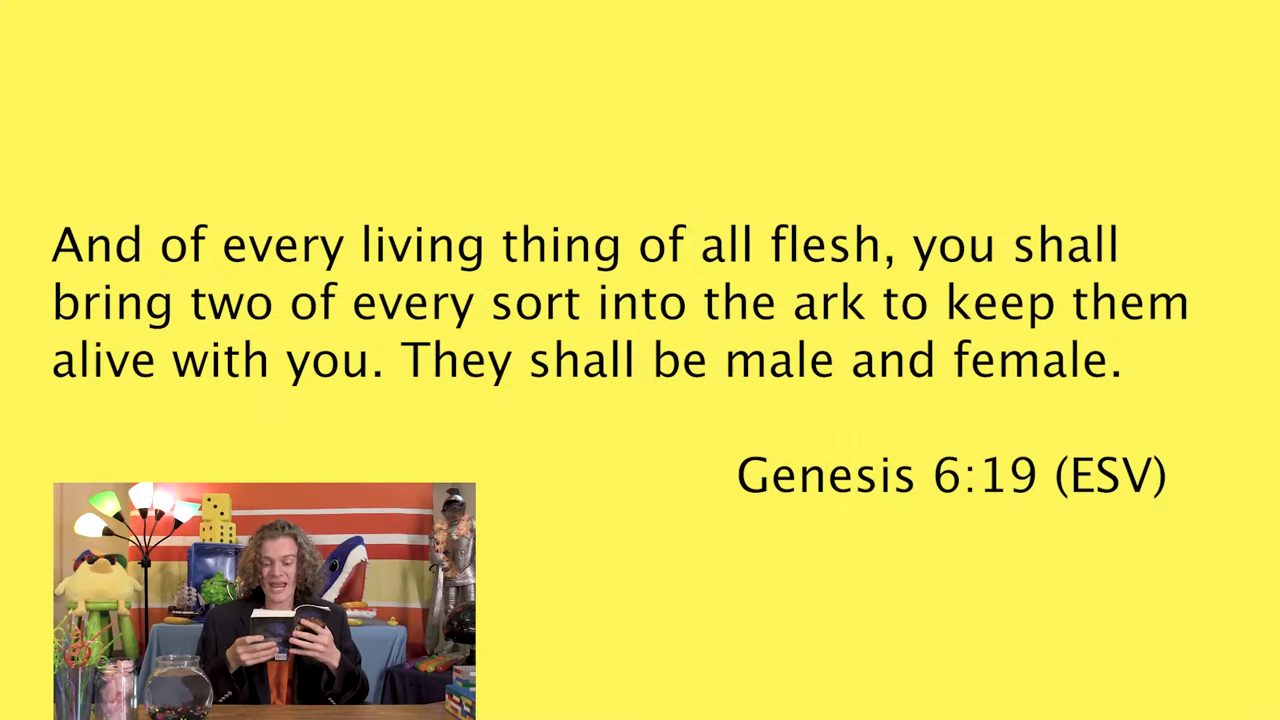 And of every living thing of all flesh, you shall
bring two of every sort into the ark to keep them
alive with you. They shall be male and female.
Genesis 6:19 (ESV)